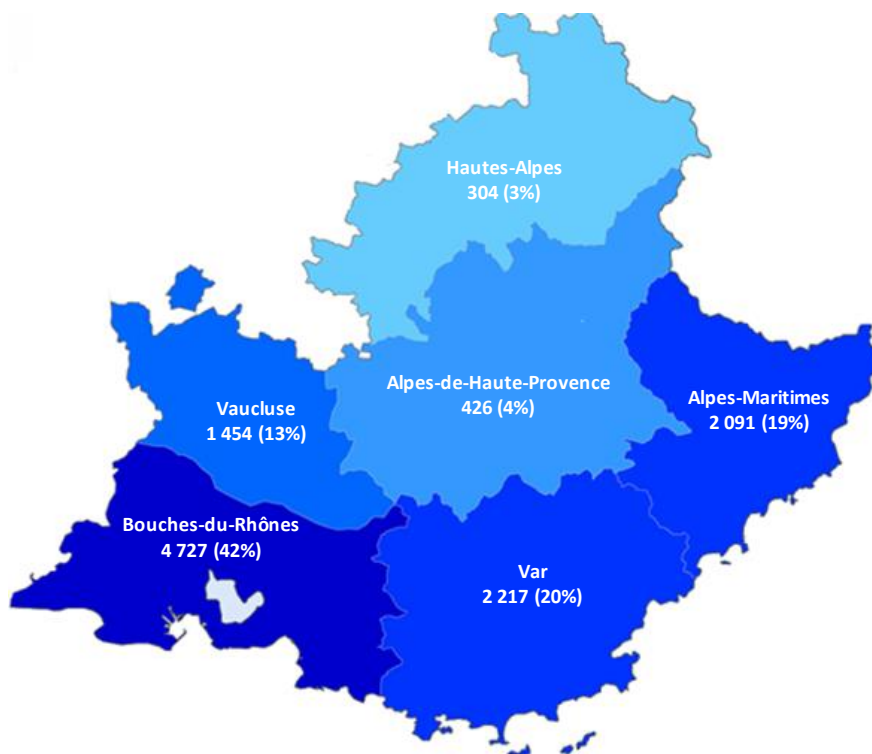 Hautes-Alpes
304 (3%)
Alpes-de-Haute-Provence
426 (4%)
Alpes-Maritimes
2 091 (19%)
Vaucluse
1 454 (13%)
Bouches-du-Rhônes
4 727 (42%)
Var
2 217 (20%)